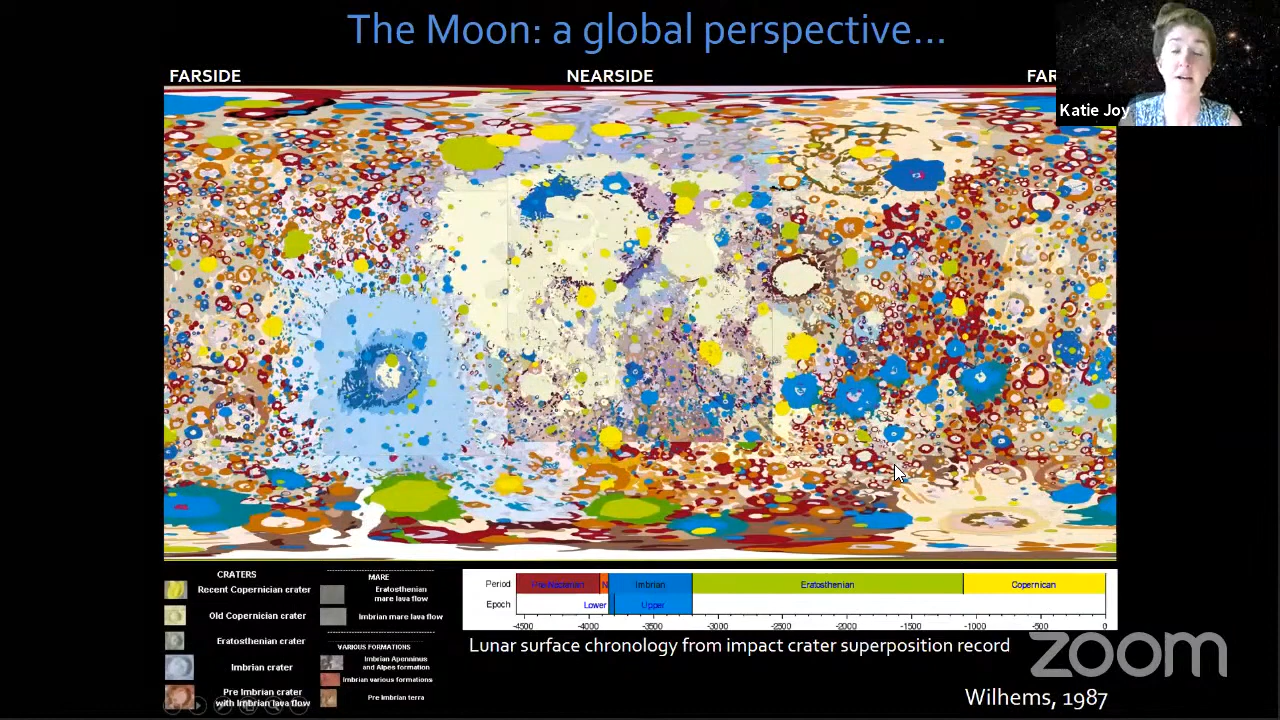 The Moon: a global perspective...
FARSIDE
NEARSIDE
FAR
Katie Joy
CRATERS
Recent Copernician crater
Old Copernician crater
Eratosthenian crater
Imbrian crater
Pre Imbrian crater
with Imbrian lava flow
MARE
Eratosthenian
mare lava flow
Imbrian mare lava flow
VARIOUS FORMATIONS
Imbrian Apenninus
and Alpes formation
Imbrian various formations
Pre Imbrian terra
Period
Pre-Nectarian
N
Imbrian
Eratosthenian
Copernican
Epoch
Lower
Upper
-4500
-4000
-3500
-3000
-2500
-2000
-1500
-1000
-500
0
Lunar surface chronology from impact crater superposition record
zoom
Wilhems, 1987